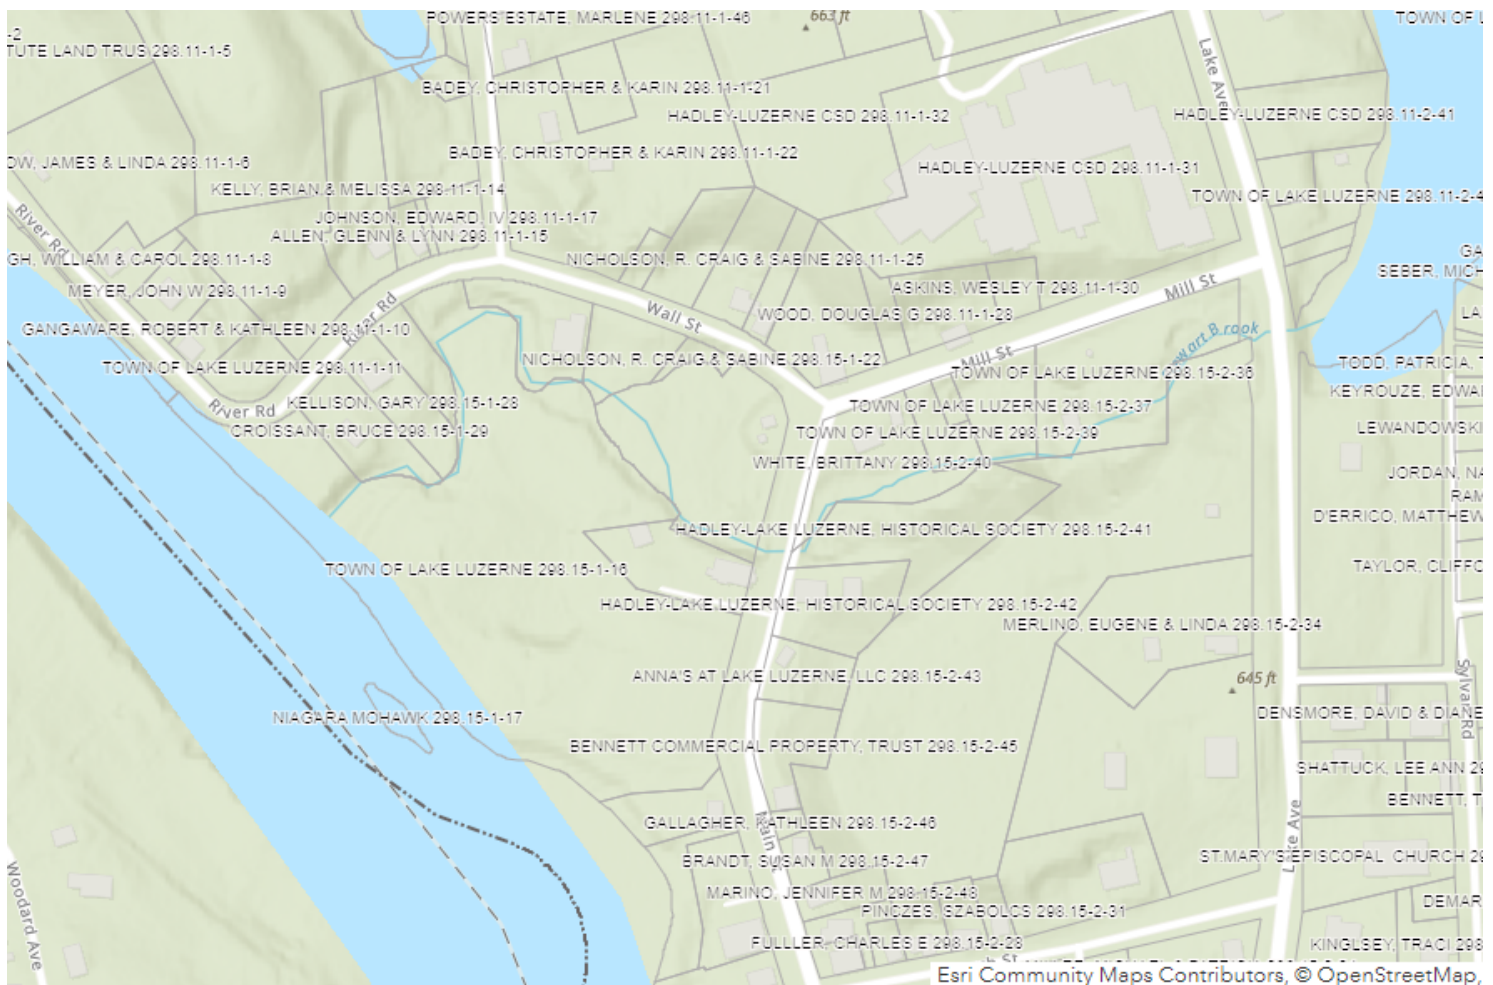 POWERS ESTATE, MARLENE 298.11-1-46
663 ft
TOWN OF L
-2
TUTE LAND TRUS 298.11-1-5
Lake Ave
BADEY, CHRISTOPHER & KARIN 298.11-1-21
HADLEY-LUZERNE CSD 298.11-1-32
HADLEY-LUZERNE CSD 298.11-2-41
BADEY, CHRISTOPHER & KARIN 298.11-1-22
OW, JAMES & LINDA 298.11-1-6
HADLEY-LUZERNE CSD 298.11-1-31
KELLY, BRIAN & MELISSA 298.11-1-14
TOWN OF LAKE LUZERNE 298.11-2-4
JOHNSON, EDWARD, IV 298.11-1-17
River Rd
ALLEN, GLENN & LYNN 298.11-1-15
GH, WILLIAM & CAROL 298.11-1-8
NICHOLSON, R. CRAIG & SABINE 298.11-1-25
GA
SEBER, MICH
MEYER, JOHN W 298.11-1-9
ASKINS, WESLEY T 298.11-1-30
Mill St
River Rd
Wall St
WOOD, DOUGLAS G 298.11-1-28
LA
GANGAWARE, ROBERT & KATHLEEN 298.11-1-10
wart Brook
NICHOLSON, R. CRAIG & SABINE 298.15-1-22
Mill St
TODD, PATRICIA, T
TOWN OF LAKE LUZERNE 298.11-1-11
TOWN OF LAKE LUZERNE 298.15-2-36
KEYROUZE, EDWA
River Rd
KELLISON, GARY 298.15-1-28
TOWN OF LAKE LUZERNE 298.15-2-37
CROISSANT, BRUCE 298.15-1-29
TOWN OF LAKE LUZERNE 298.15-2-39
LEWANDOWSKI
WHITE, BRITTANY 298.15-2-40
JORDAN, NA
RAM
D'ERRICO, MATTHEW
HADLEY-LAKE LUZERNE, HISTORICAL SOCIETY 298.15-2-41
TOWN OF LAKE LUZERNE 298.15-1-16
TAYLOR, CLIFFO
HADLEY-LAKE LUZERNE, HISTORICAL SOCIETY 298.15-2-42
MERLINO, EUGENE & LINDA 298.15-2-34
ANNA'S AT LAKE LUZERNE, LLC 298.15-2-43
645 ft
Sylvan Rd
NIAGARA MOHAWK 298.15-1-17
DENSMORE, DAVID & DIANE
BENNETT COMMERCIAL PROPERTY, TRUST 298.15-2-45
SHATTUCK, LEE ANN 29
BENNETT, T
GALLAGHER, KATHLEEN 298.15-2-46
Main
Lake Ave
BRANDT, SUSAN M 298.15-2-47
ST.MARY'S EPISCOPAL CHURCH 29
MARINO, JENNIFER M 298.15-2-48
DEMAR
PINCZES, SZABOLCS 298.15-2-31
Woodard Ave
FULLLER, CHARLES E 298.15-2-28
KINGLSEY, TRACI 298
Esri Community Maps Contributors, © OpenStreetMap,